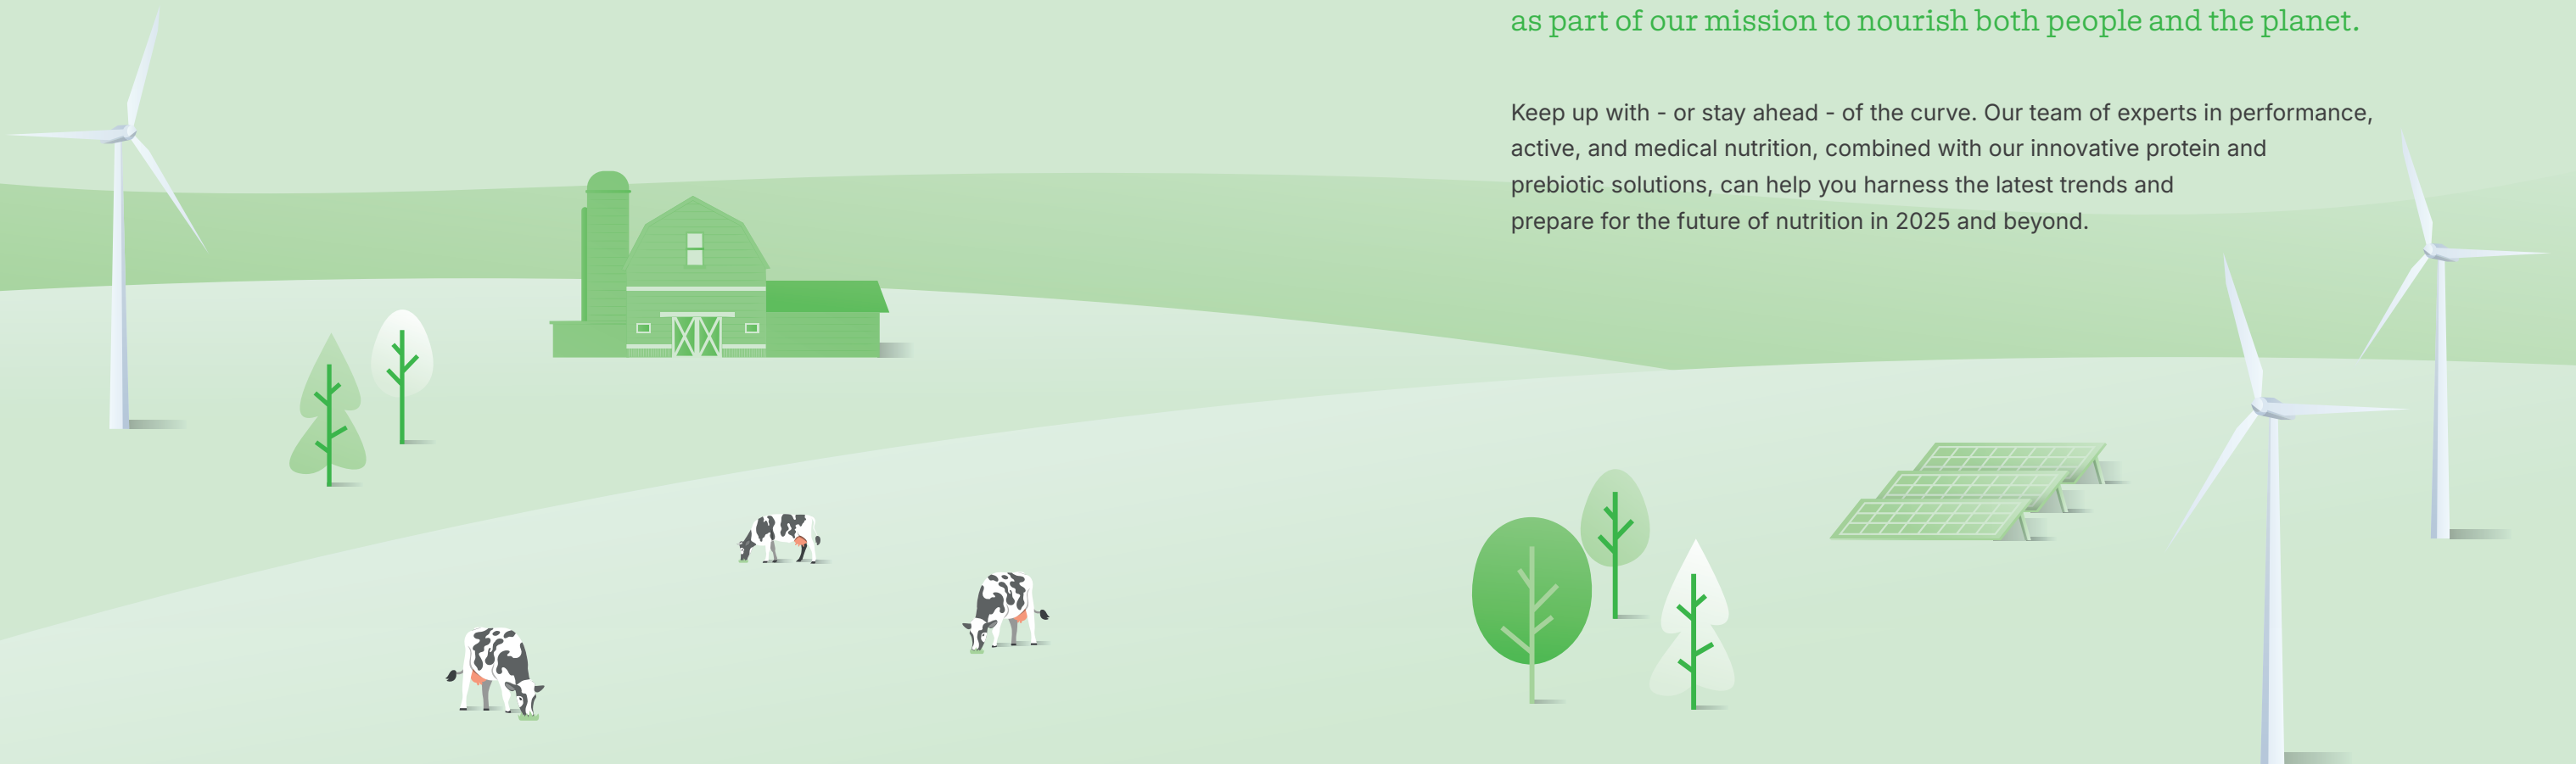 as part of our mission to nourish both people and the planet.
Keep up with - or stay ahead - of the curve. Our team of experts in performance,
active, and medical nutrition, combined with our innovative protein and
prebiotic solutions, can help you harness the latest trends and
prepare for the future of nutrition in 2025 and beyond.